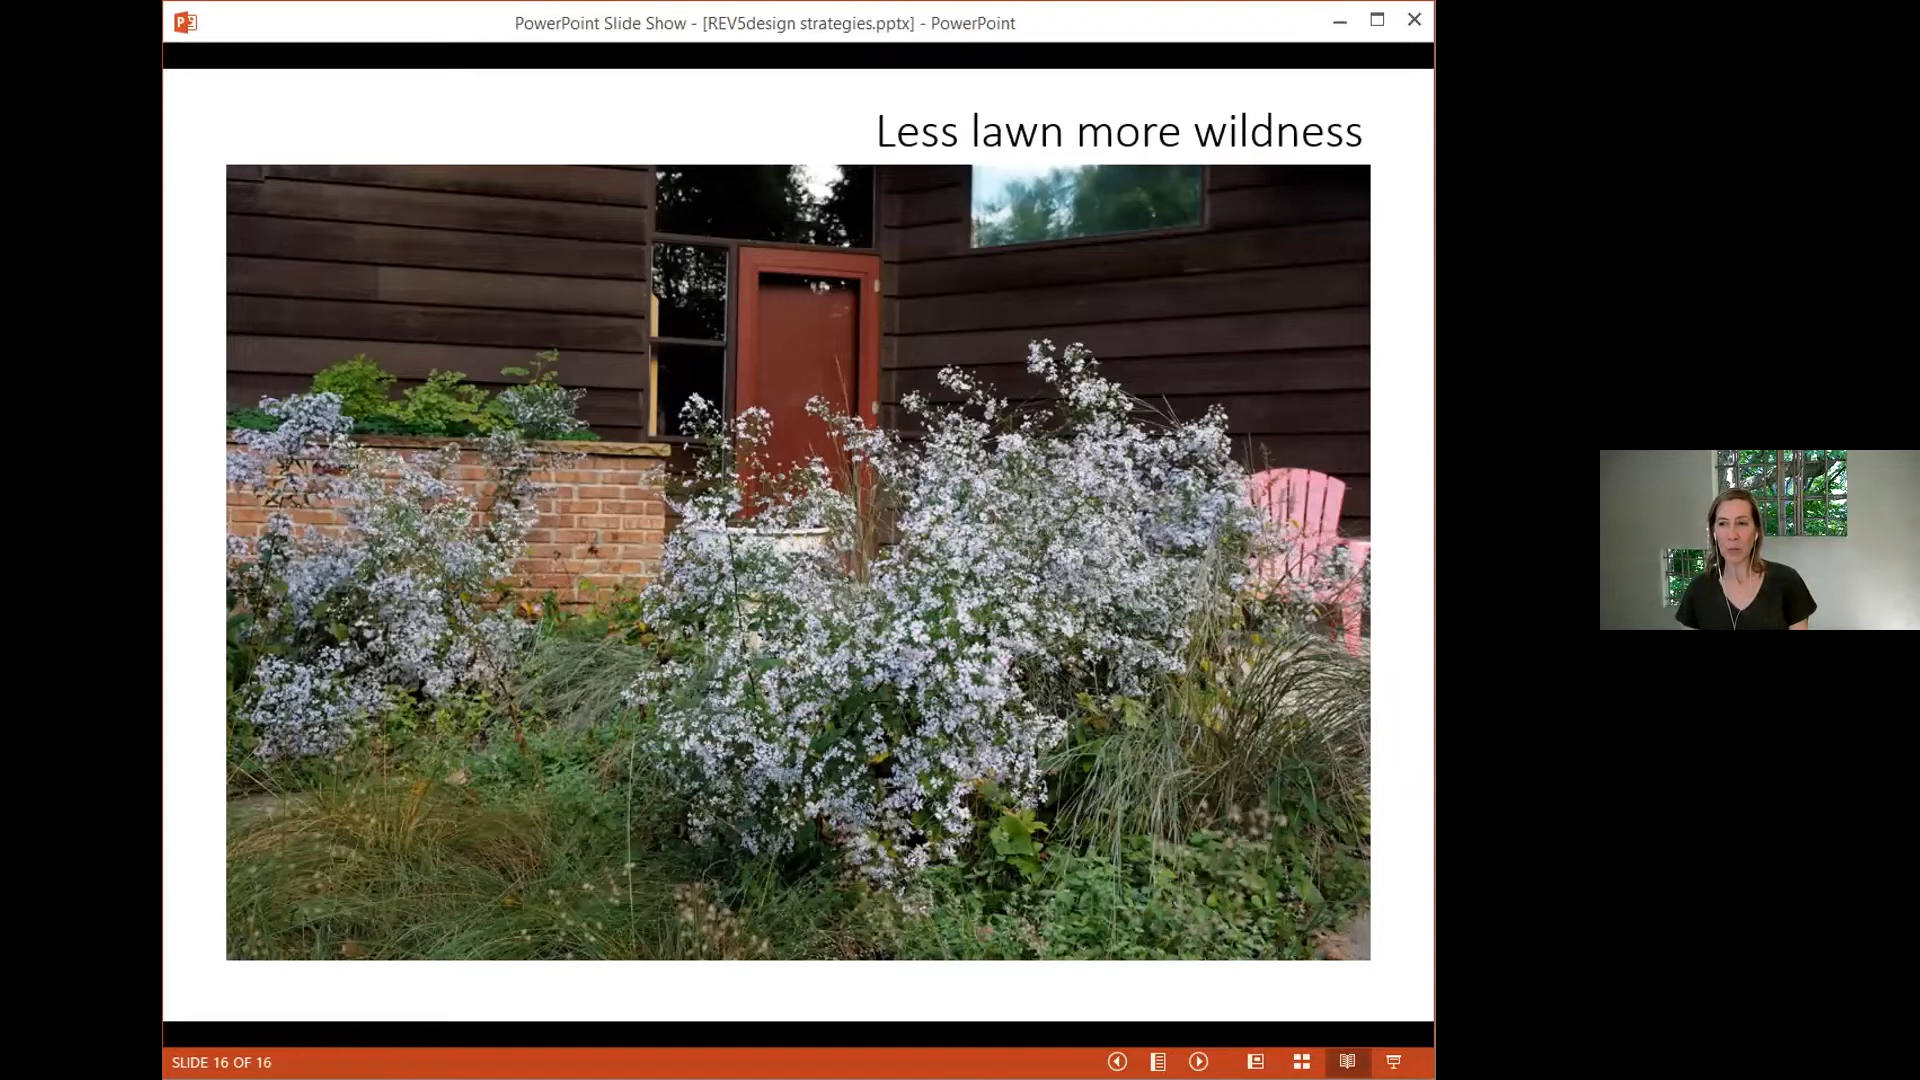 PowerPoint Slide Show - [REV5design strategies.pptx] - PowerPoint
Less lawn more wildness
SLIDE 16 OF 16